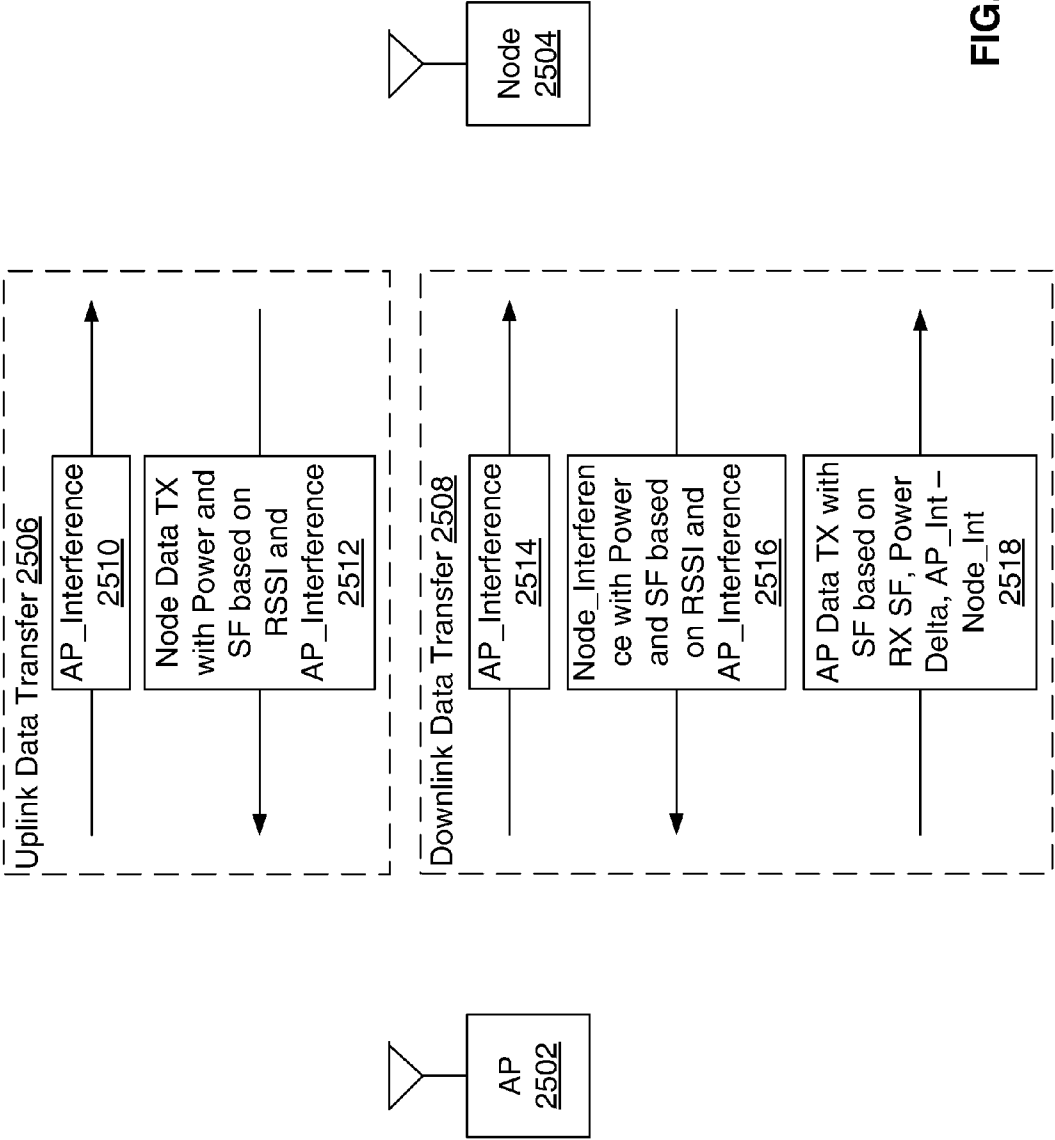 Uplink Data Transfer 2506
AP_Interference
2510
Node Data TX
with Power and
SF based on
RSSI and
AP_Interference
2512
Downlink Data Transfer 2508
AP_Interference
2514
Node_Interferen
ce with Power
and SF based
on RSSI and
AP_Interference
2516
AP Data TX with
SF based on
RX SF, Power
Delta, AP_Int –
Node_Int
2518
AP
2502
Node
2504
FIG.